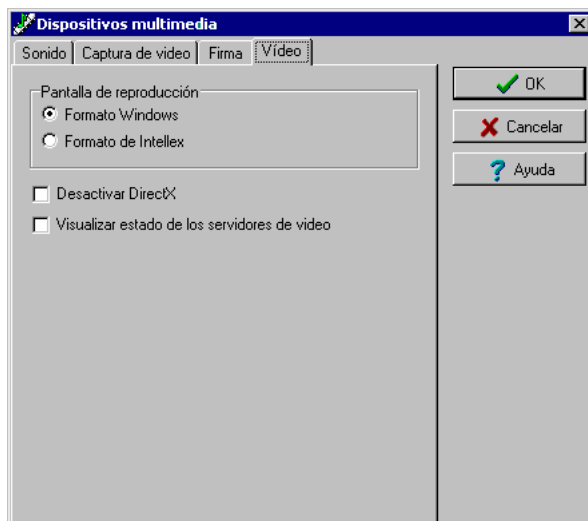 Dispositivos multimedia
Sonido Captura de video Firma Vídeo
Pantalla de reproducción
Formato Windows
Formato de Intellex
Desactivar DirectX
Visualizar estado de los servidores de video
OK
Cancelar
Ayuda